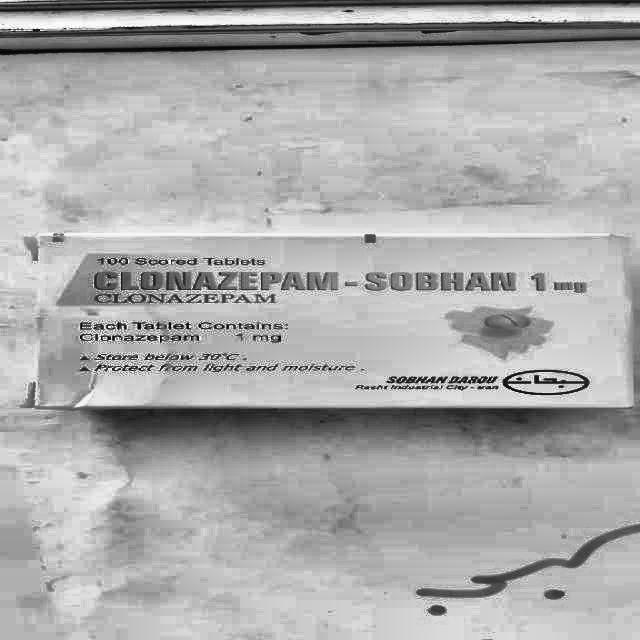 100 Scored Tablets
CLONAZEPAM - SOBHAN 1 mg
CLONAZEPAM
Each Tablet Contains:
Clonazepam 1 mg
▲ Store below 30°C .
▲ Protect from light and moisture .
SOBHAN DAROU
Rasht Industrial City - Iran
سبحان